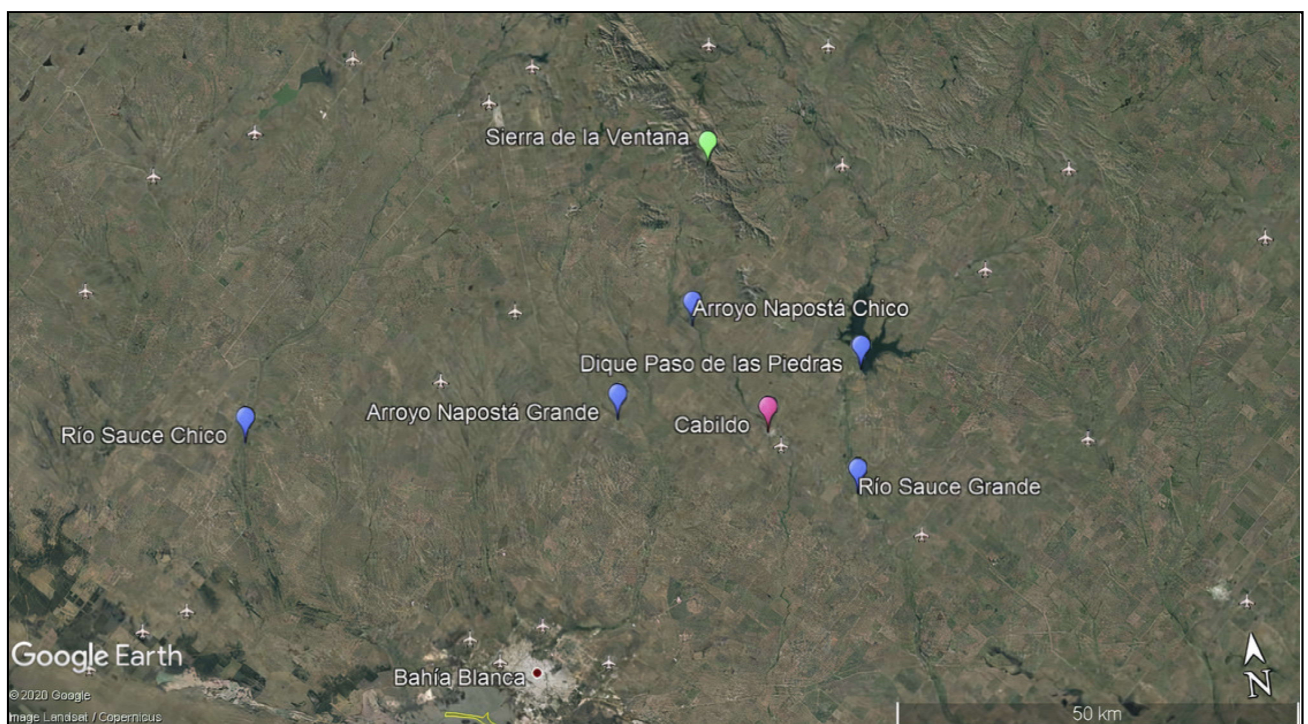 Sierra de la Ventana
Arroyo Napostá Chico
Dique Paso de las Piedras
Arroyo Napostá Grande
Cabildo
Río Sauce Chico
Río Sauce Grande
Google Earth
Bahía Blanca
N
© 2020 Google
Image Landsat / Copernicus
50 km